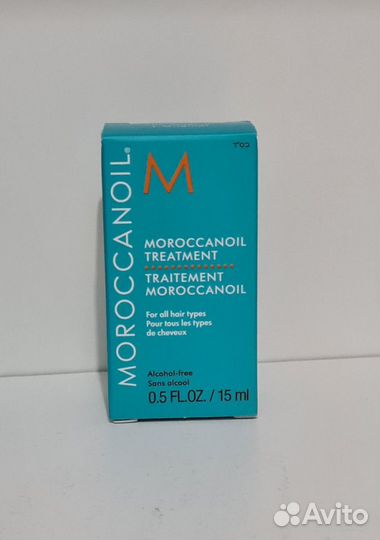 MOROCCANOIL®
M
בס"ד
MOROCCANOIL
TREATMENT
TRAITEMENT
MOROCCANOIL
For all hair types
Pour tous les types
de cheveux
Alcohol-free
Sans alcool
0.5 FL.OZ. / 15 ml
Avito